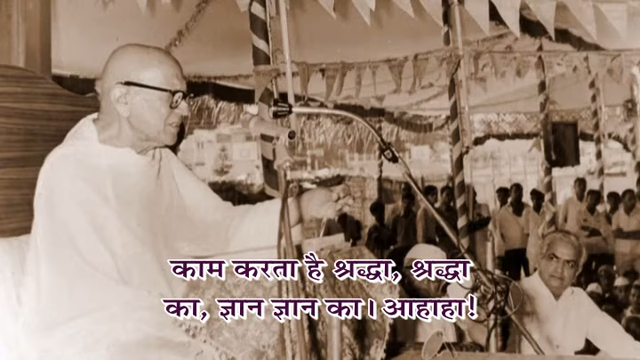 काम करता है श्रद्धा, श्रद्धा
का, ज्ञान ज्ञान का। आहाहा!